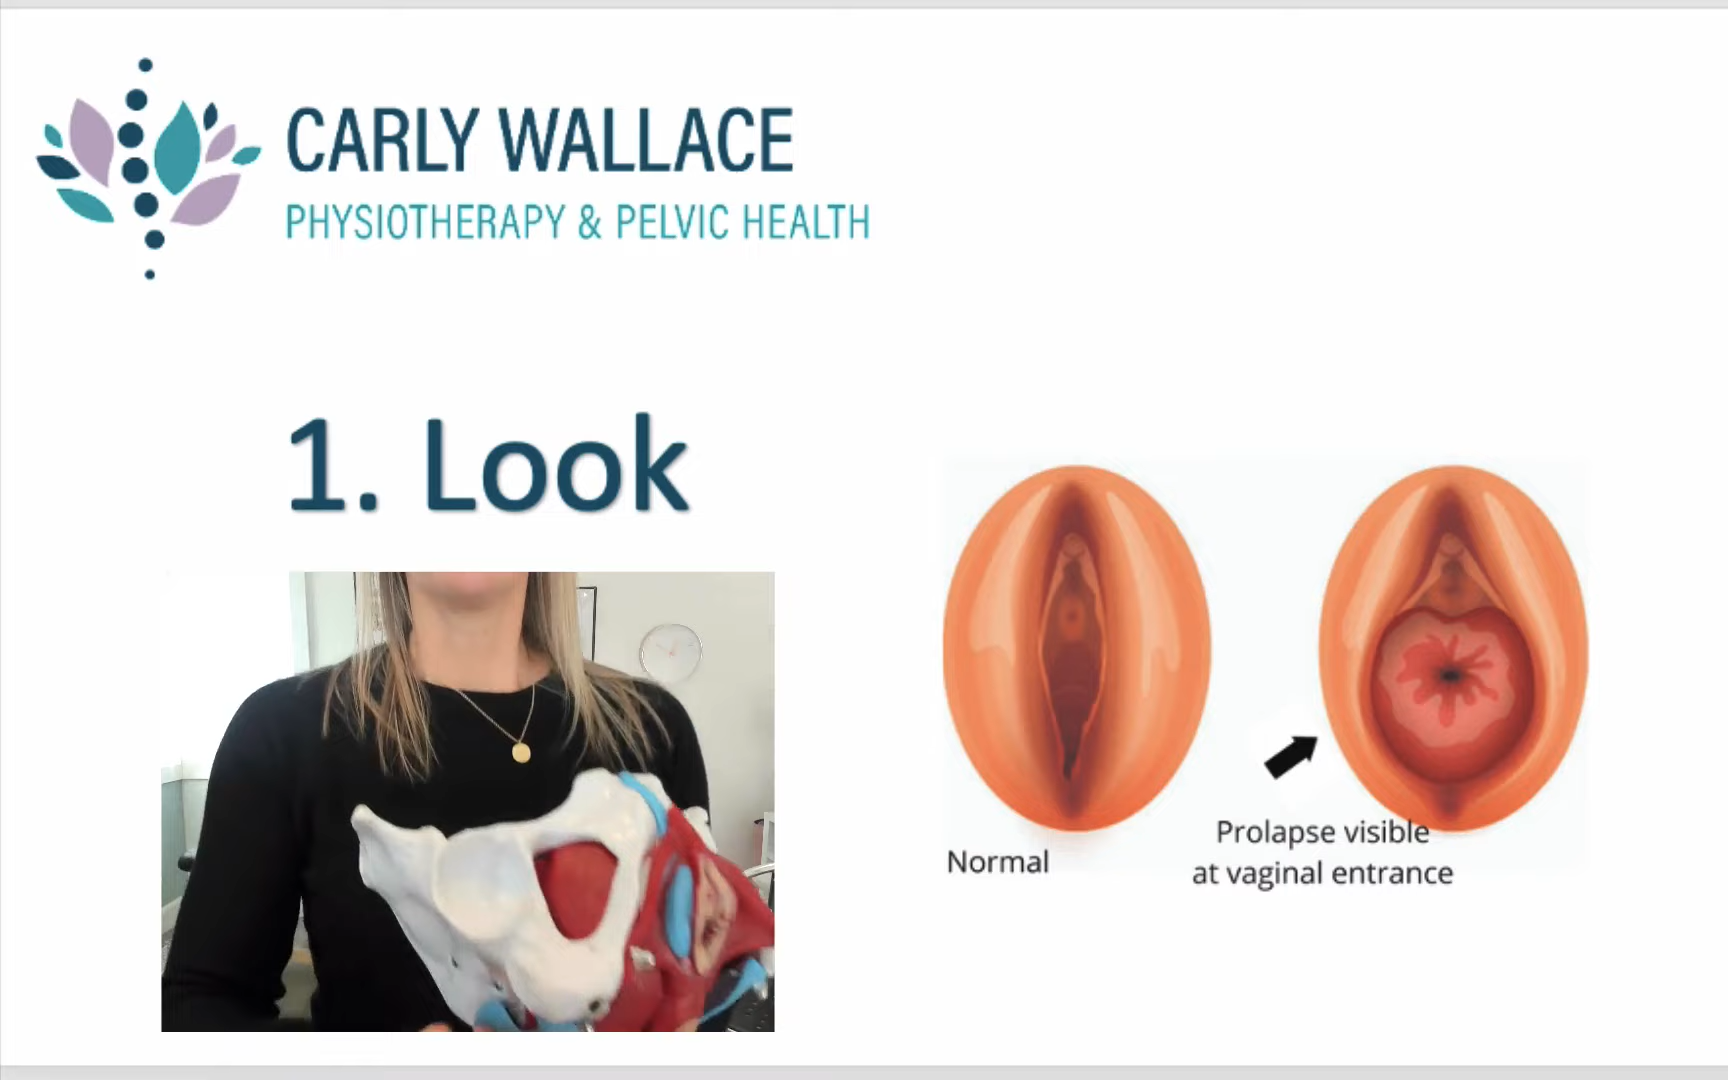 CARLY WALLACE
PHYSIOTHERAPY & PELVIC HEALTH
1. Look
Normal
Prolapse visible
at vaginal entrance